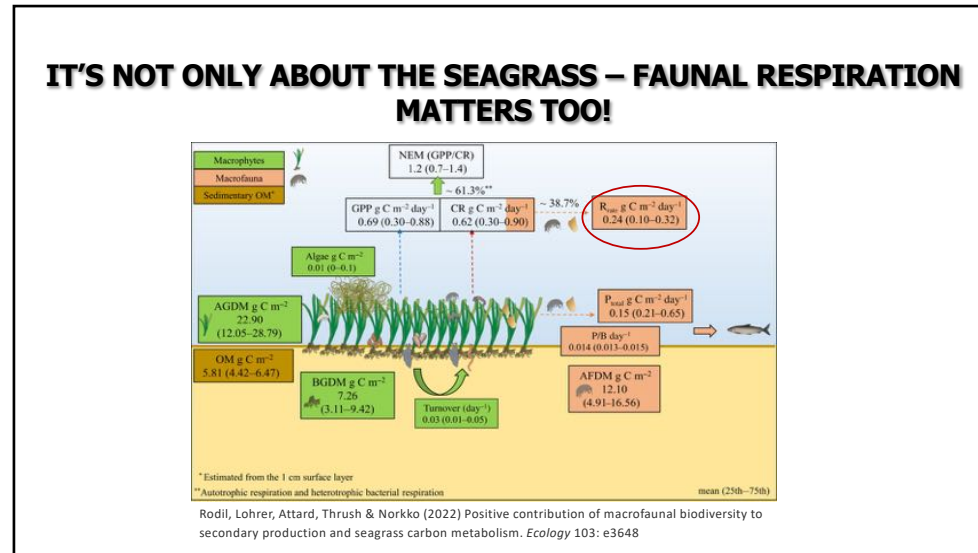 IT'S NOT ONLY ABOUT THE SEAGRASS – FAUNAL RESPIRATION
MATTERS TOO!
Macrophytes
Macrofauna
Sedimentary OM*
NEM (GPP/CR)
1.2 (0.7–1.4)
~ 61.3%**
GPP g C m⁻² day⁻¹
0.69 (0.30–0.88)
CR g C m⁻² day⁻¹
0.62 (0.30–0.90)
~ 38.7%
g C m⁻² day⁻¹
0.24 (0.10–0.32)
Algae g C m⁻²
0.01 (0–0.1)
AGDM g C m⁻²
22.90
(12.05–28.79)
P total g C m⁻² day⁻¹
0.15 (0.21–0.65)
P/B day⁻¹
0.014 (0.013–0.015)
OM g C m⁻²
5.81 (4.42–6.47)
BGDM g C m⁻²
7.26
(3.11–9.42)
Turnover (day⁻¹)
0.03 (0.01–0.05)
AFDM g C m⁻²
12.10
(4.91–16.56)
*Estimated from the 1 cm surface layer
**Autotrophic respiration and heterotrophic bacterial respiration
mean (25th–75th)
Rodil, Lohrer, Attard, Thrush & Norkko (2022) Positive contribution of macrofaunal biodiversity to
secondary production and seagrass carbon metabolism. Ecology 103: e3648